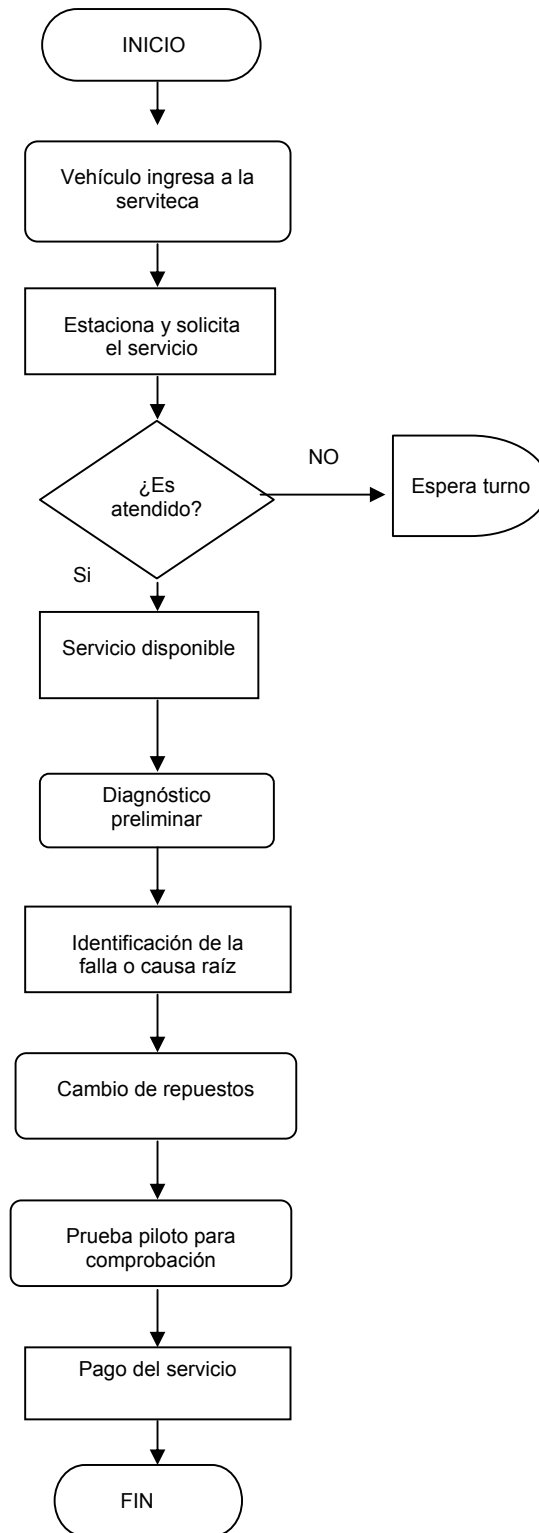 INICIO
Vehículo ingresa a la
serviteca
Estaciona y solicita
el servicio
¿Es
atendido?
NO
Espera turno
Si
Servicio disponible
Diagnóstico
preliminar
Identificación de la
falla o causa raíz
Cambio de repuestos
Prueba piloto para
comprobación
Pago del servicio
FIN